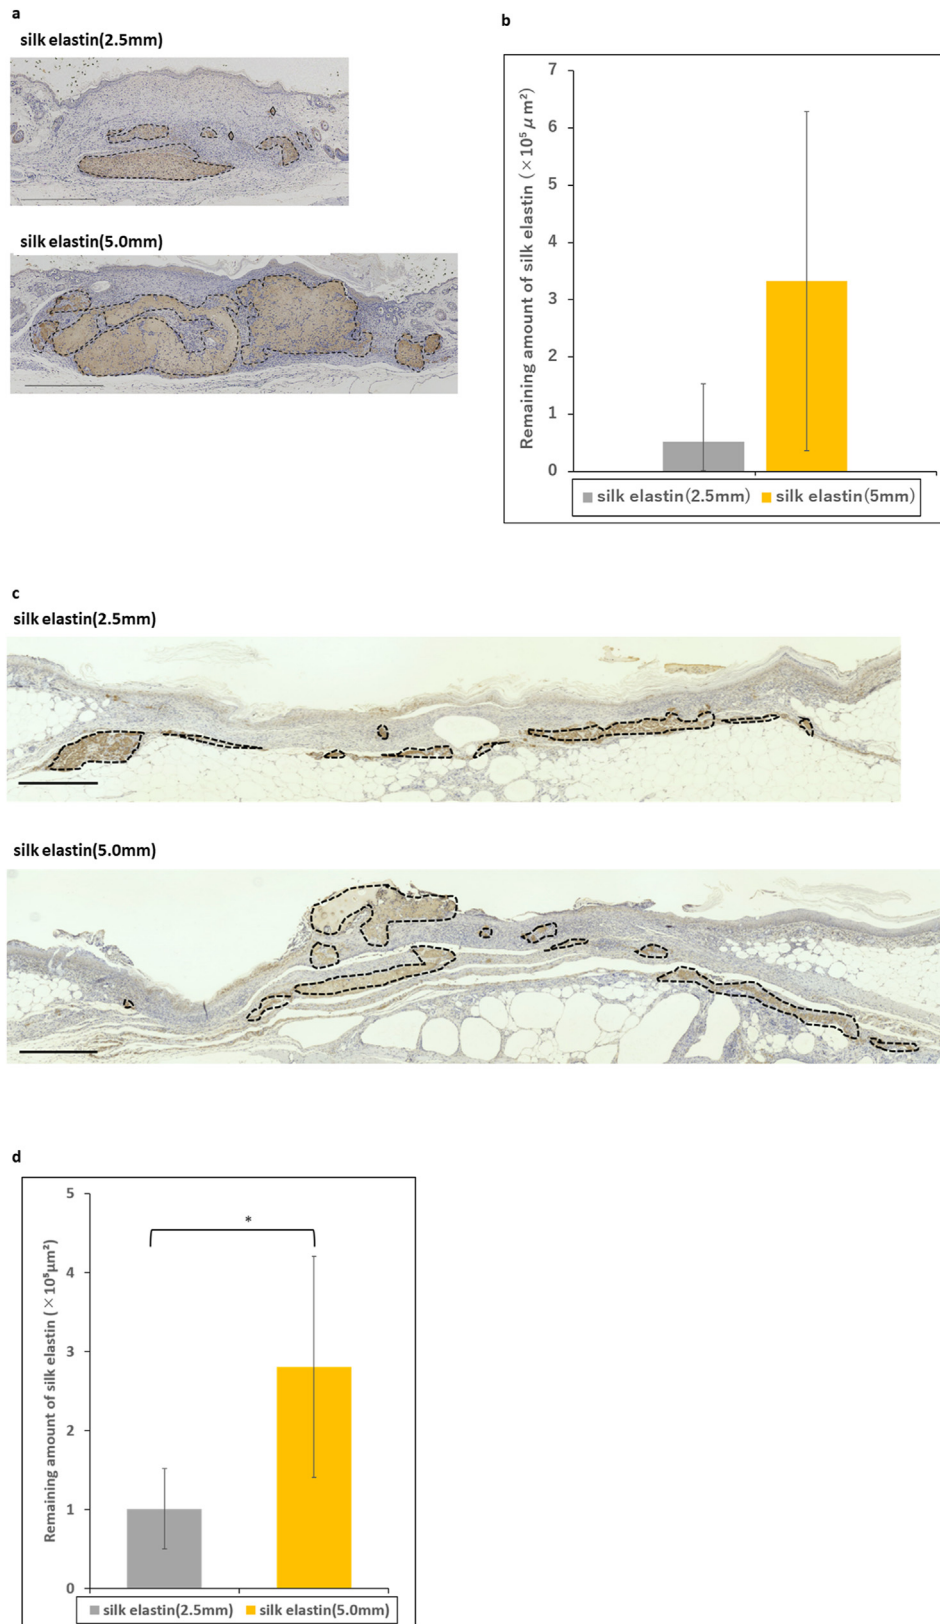 a
silk elastin(2.5mm)
silk elastin(5.0mm)
b
Remaining amount of silk elastin (×10⁵ μm²)
7
6
5
4
3
2
1
0
silk elastin(2.5mm) silk elastin(5mm)
c
silk elastin(2.5mm)
silk elastin(5.0mm)
d
Remaining amount of silk elastin (×10⁵μm²)
5
4
3
2
1
0
*
silk elastin(2.5mm) silk elastin(5.0mm)